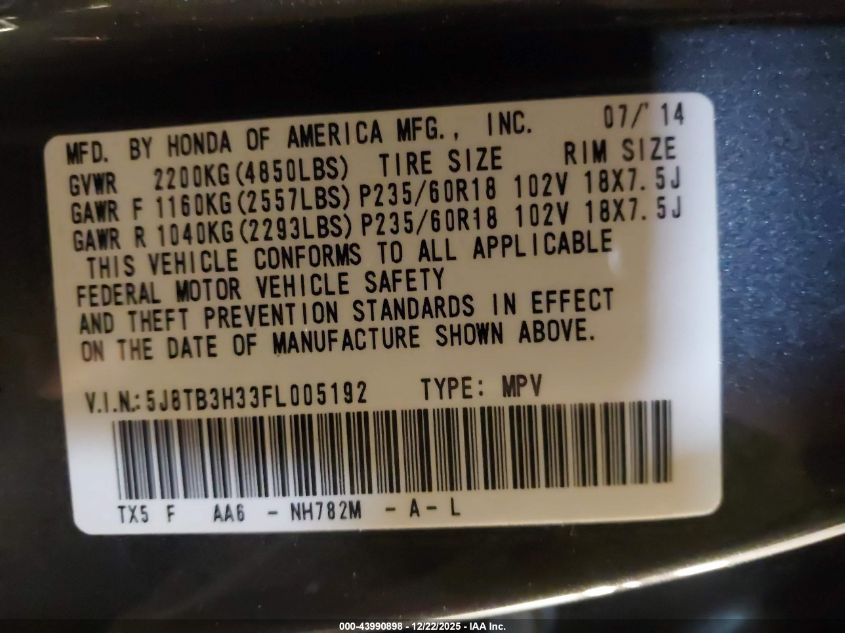 MFD. BY HONDA OF AMERICA MFG., INC. 07/'14
GVWR 2200KG(4850LBS) TIRE SIZE RIM SIZE
GAWR F 1160KG(2557LBS) P235/60R18 102V 18X7.5J
GAWR R 1040KG(2293LBS) P235/60R18 102V 18X7.5J
THIS VEHICLE CONFORMS TO ALL APPLICABLE
FEDERAL MOTOR VEHICLE SAFETY
AND THEFT PREVENTION STANDARDS IN EFFECT
ON THE DATE OF MANUFACTURE SHOWN ABOVE.
V.I.N.: 5J8TB3H33FL005192 TYPE: MPV
TX5 F AA6 - NH782M - A - L
000-43990898 - 12/22/2025 - IAA Inc.